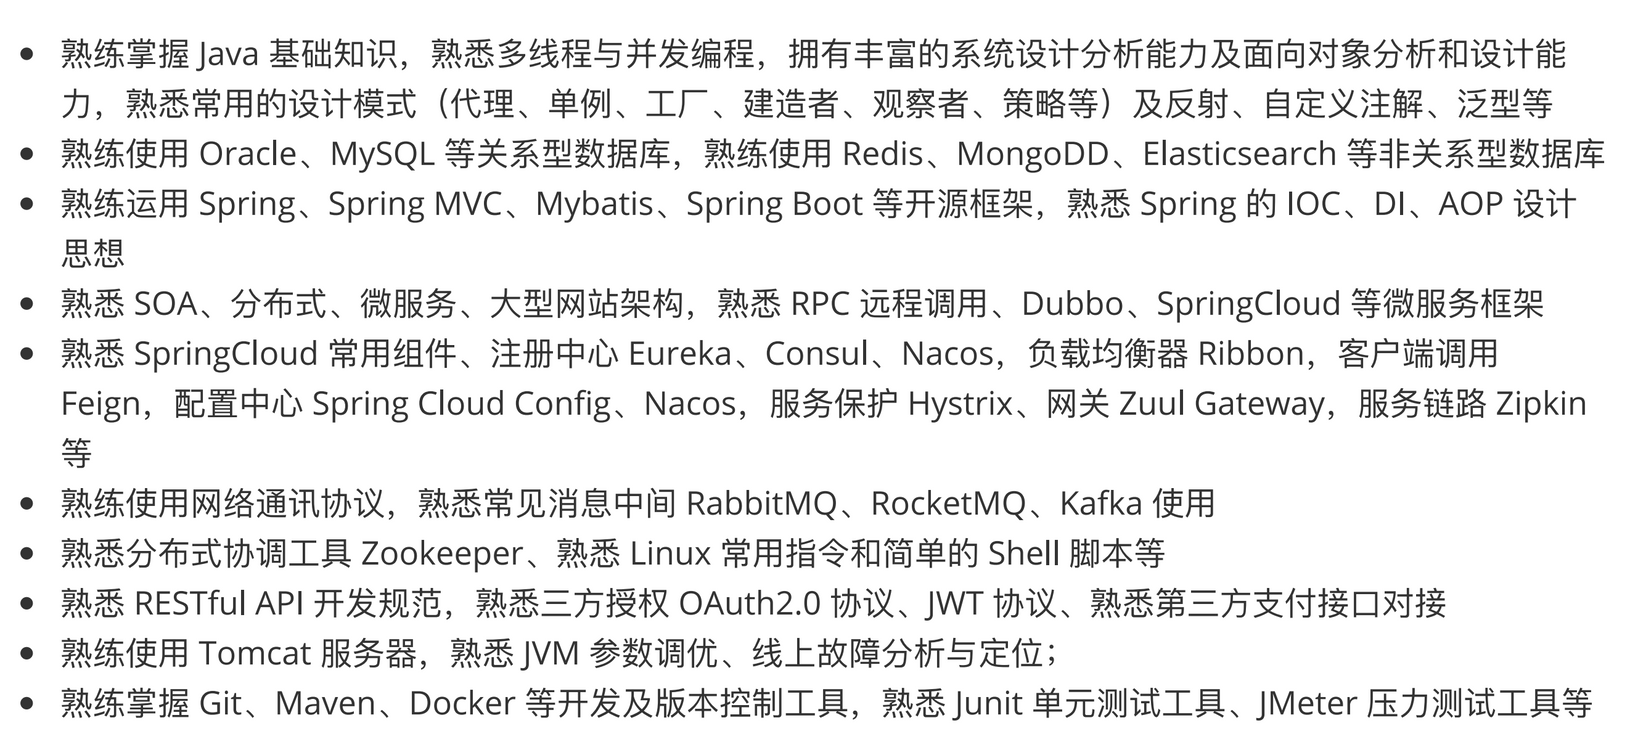 • 熟练掌握 Java 基础知识，熟悉多线程与并发编程，拥有丰富的系统设计分析能力及面向对象分析和设计能
力，熟悉常用的设计模式（代理、单例、工厂、建造者、观察者、策略等）及反射、自定义注解、泛型等
• 熟练使用 Oracle、MySQL 等关系型数据库，熟练使用 Redis、MongoDD、Elasticsearch 等非关系型数据库
• 熟练运用 Spring、Spring MVC、Mybatis、Spring Boot 等开源框架，熟悉 Spring 的 IOC、DI、AOP 设计
思想
• 熟悉 SOA、分布式、微服务、大型网站架构，熟悉 RPC 远程调用、Dubbo、SpringCloud 等微服务框架
• 熟悉 SpringCloud 常用组件、注册中心 Eureka、Consul、Nacos，负载均衡器 Ribbon，客户端调用
Feign，配置中心 Spring Cloud Config、Nacos，服务保护 Hystrix、网关 Zuul Gateway，服务链路 Zipkin
等
• 熟练使用网络通讯协议，熟悉常见消息中间 RabbitMQ、RocketMQ、Kafka 使用
• 熟悉分布式协调工具 Zookeeper、熟悉 Linux 常用指令和简单的 Shell 脚本等
• 熟悉 RESTful API 开发规范，熟悉三方授权 OAuth2.0 协议、JWT 协议、熟悉第三方支付接口对接
• 熟练使用 Tomcat 服务器，熟悉 JVM 参数调优、线上故障分析与定位；
• 熟练掌握 Git、Maven、Docker 等开发及版本控制工具，熟悉 Junit 单元测试工具、JMeter 压力测试工具等